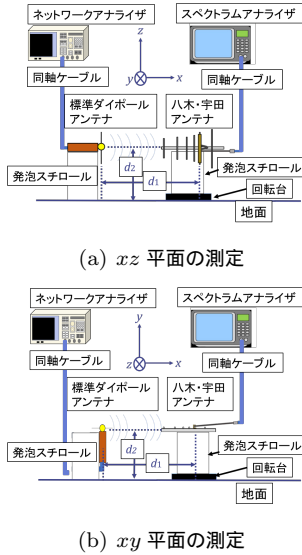 ネットワークアナライザ
スペクトラムアナライザ
z
y
x
同軸ケーブル
同軸ケーブル
標準ダイポール
アンテナ
八木・宇田
アンテナ
発泡スチロール
d2
d1
発泡スチロール
回転台
地面
(a) xz 平面の測定
ネットワークアナライザ
スペクトラムアナライザ
y
z
x
同軸ケーブル
同軸ケーブル
標準ダイポール
アンテナ
八木・宇田
アンテナ
発泡スチロール
d2
d1
発泡スチロール
回転台
地面
(b) xy 平面の測定